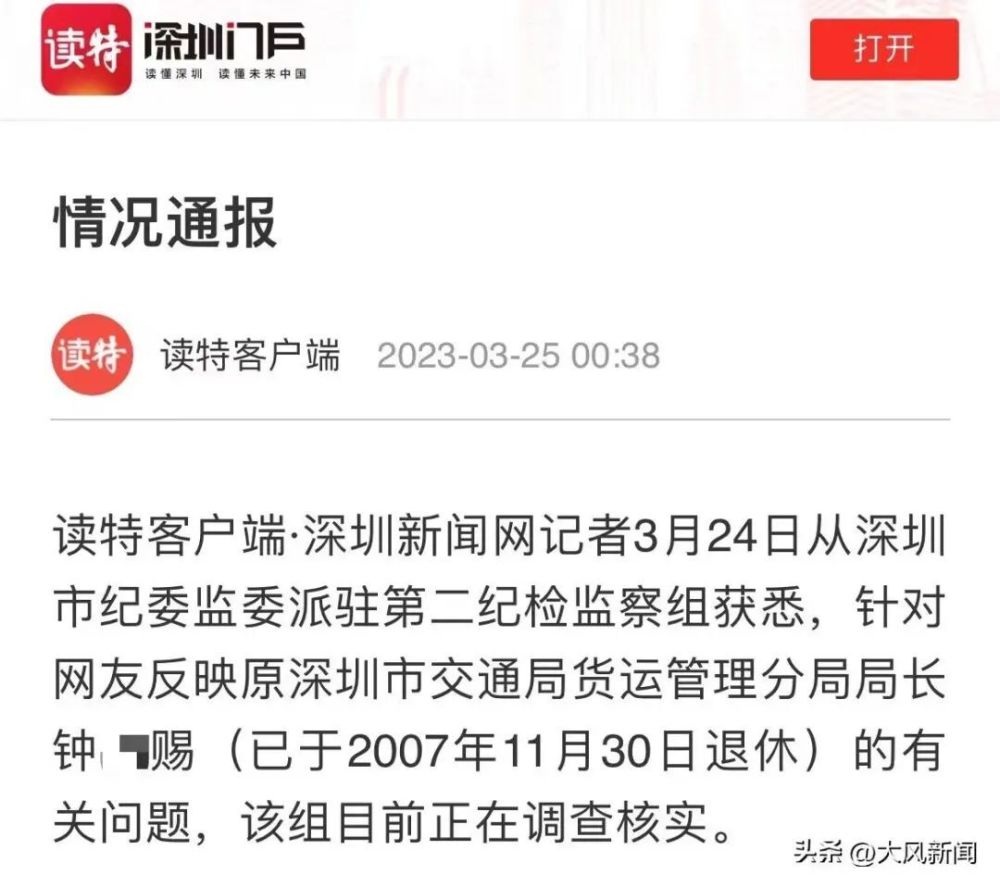 读特
深圳门户
读懂深圳 读懂未来中国
打开
情况通报
读特
读特客户端 2023-03-25 00:38
读特客户端·深圳新闻网记者3月24日从深圳
市纪委监委派驻第二纪检监察组获悉，针对
网友反映原深圳市交通局货运管理分局局长
钟 赐（已于2007年11月30日退休）的有
关问题，该组目前正在调查核实。
头条 @大风新闻